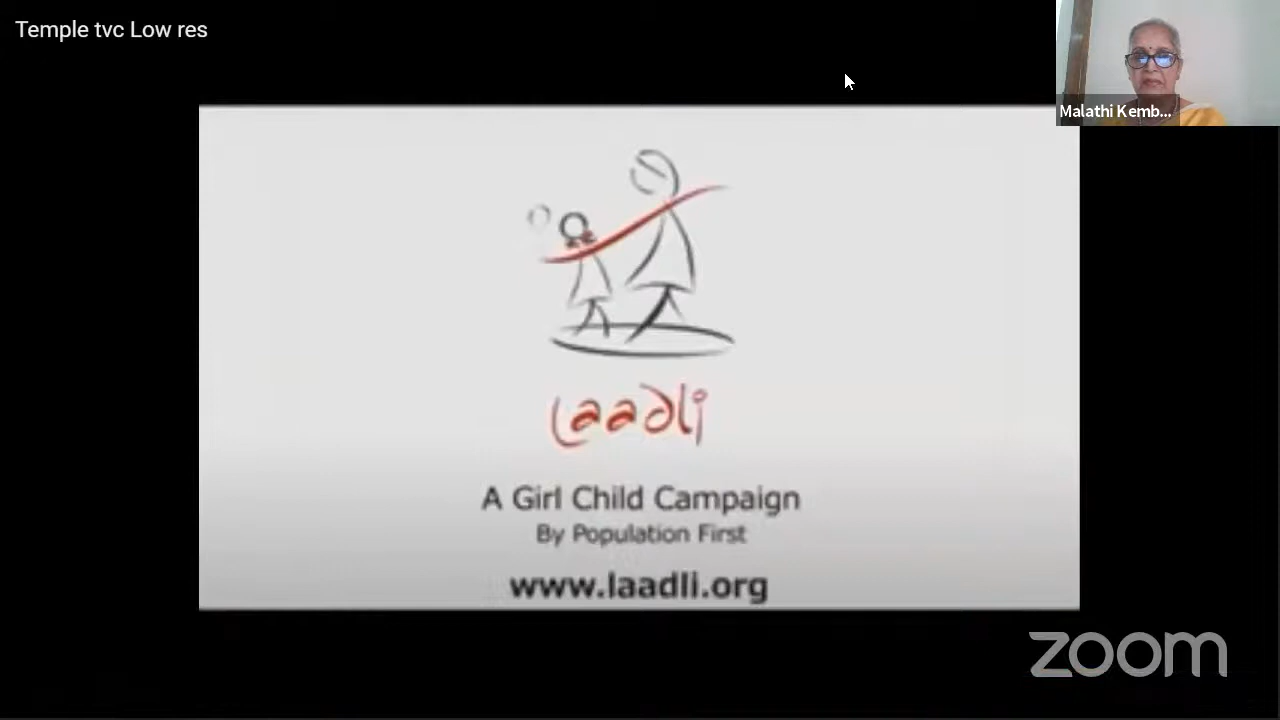 Temple tvc Low res
Malathi Kemb...
Laadli
A Girl Child Campaign
By Population First
www.laadli.org
zoom